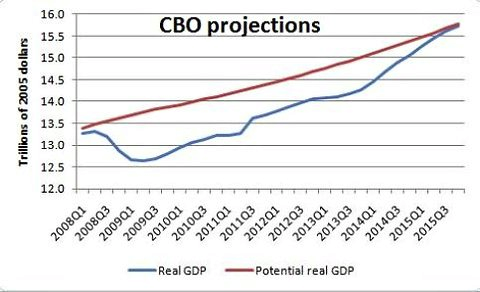 CBO projections
Trillions of 2005 dollars
16.0
15.5
15.0
14.5
14.0
13.5
13.0
12.5
12.0
2008Q1
2008Q3
2009Q1
2009Q3
2010Q1
2010Q3
2011Q1
2011Q3
2012Q1
2012Q3
2013Q1
2013Q3
2014Q1
2014Q3
2015Q1
2015Q3
Real GDP
Potential real GDP